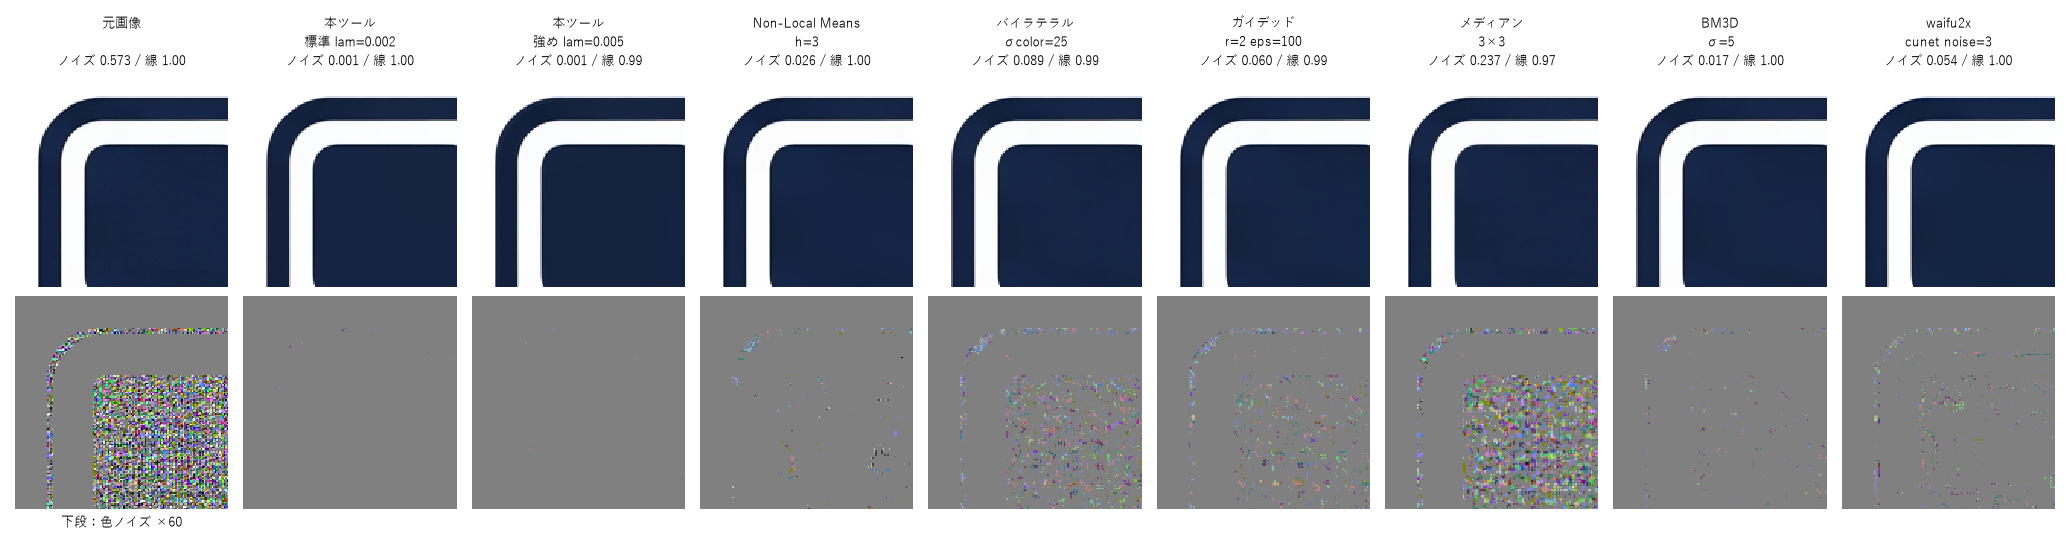 元画像
ノイズ 0.573 / 線 1.00
本ツール
標準 lam=0.002
ノイズ 0.001 / 線 1.00
本ツール
強め lam=0.005
ノイズ 0.001 / 線 0.99
Non-Local Means
h=3
ノイズ 0.026 / 線 1.00
バイラテラル
σcolor=25
ノイズ 0.089 / 線 0.99
ガイデッド
r=2 eps=100
ノイズ 0.060 / 線 0.99
メディアン
3×3
ノイズ 0.237 / 線 0.97
BM3D
σ=5
ノイズ 0.017 / 線 1.00
waifu2x
cunet noise=3
ノイズ 0.054 / 線 1.00
下段：色ノイズ ×60